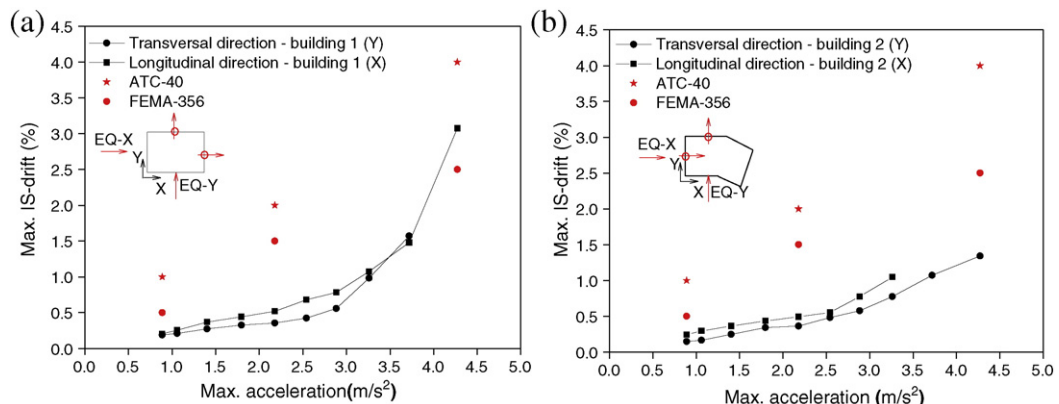 (a)
4.5
4.0
3.5
3.0
2.5
2.0
1.5
1.0
0.5
0.0
Max. IS-drift (%)
Transversal direction - building 1 (Y)
Longitudinal direction - building 1 (X)
ATC-40
FEMA-356
EQ-X
Y
X
EQ-Y
0.0 0.5 1.0 1.5 2.0 2.5 3.0 3.5 4.0 4.5 5.0
Max. acceleration(m/s²)
(b)
4.5
4.0
3.5
3.0
2.5
2.0
1.5
1.0
0.5
0.0
Max. IS-drift (%)
Transversal direction - building 2 (Y)
Longitudinal direction - building 2 (X)
ATC-40
FEMA-356
EQ-X
Y
X
EQ-Y
0.0 0.5 1.0 1.5 2.0 2.5 3.0 3.5 4.0 4.5 5.0
Max. acceleration (m/s²)